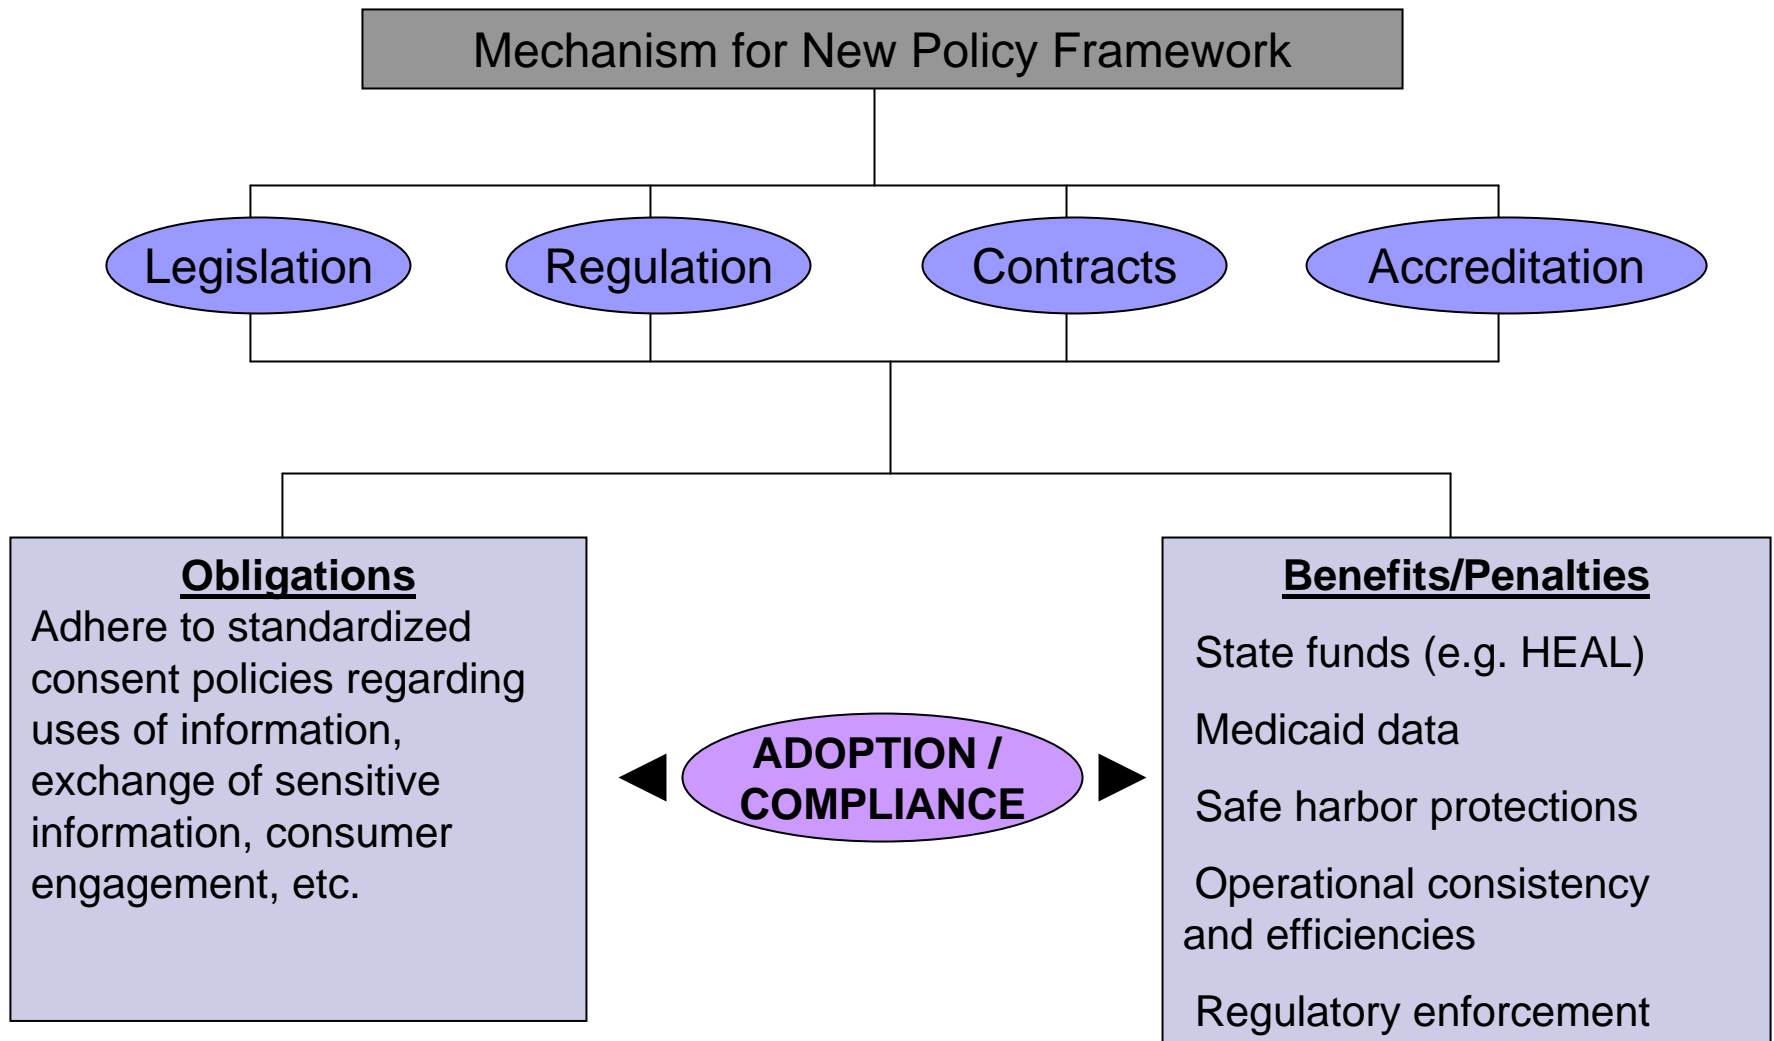 Mechanism for New Policy Framework
Legislation
Regulation
Contracts
Accreditation
Obligations
Adhere to standardized
consent policies regarding
uses of information,
exchange of sensitive
information, consumer
engagement, etc.
ADOPTION /
COMPLIANCE
Benefits/Penalties
State funds (e.g. HEAL)
Medicaid data
Safe harbor protections
Operational consistency
and efficiencies
Regulatory enforcement